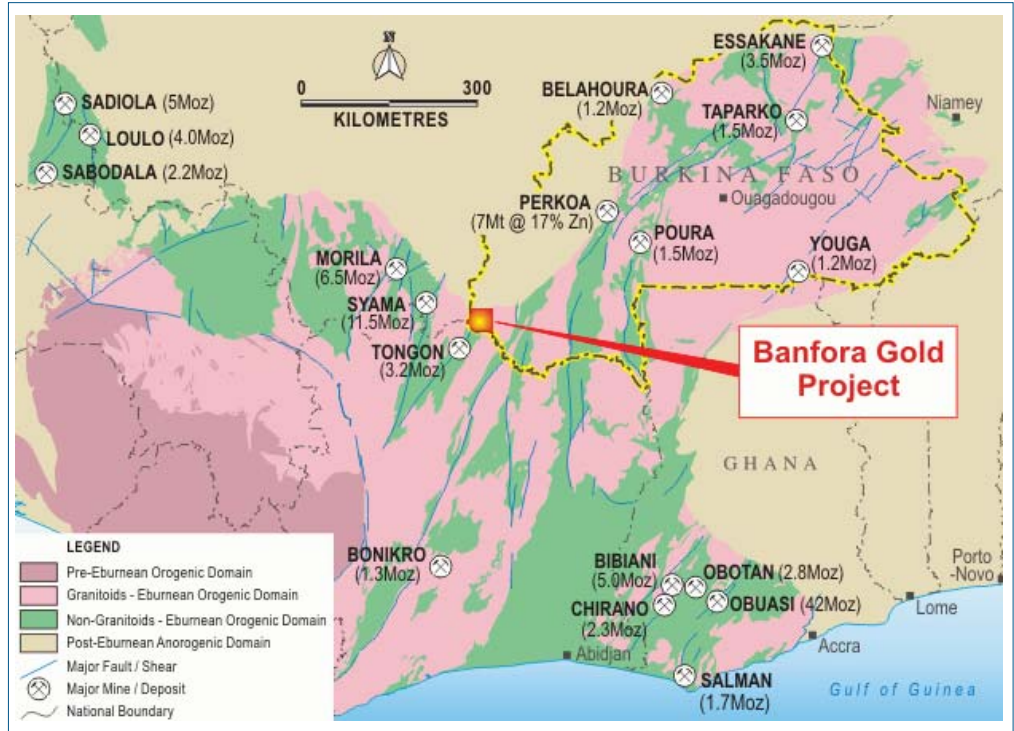 N
0 300
KILOMETRES
ESSAKANE
(3.5Moz)
BELAHOURA
(1.2Moz)
TAPARKO
(1.5Moz)
Niamey
SADIOLA (5Moz)
LOULO (4.0Moz)
SABODALA (2.2Moz)
BURKINA FASO
Ouagadougou
PERKOA
(7Mt @ 17% Zn)
POURA
(1.5Moz)
YOUGA
(1.2Moz)
MORILA
(6.5Moz)
SYAMA
(11.5Moz)
TONGON
(3.2Moz)
Banfora Gold
Project
GHANA
BONIKRO
(1.3Moz)
BIBIANI
(5.0Moz)
OBOTAN (2.8Moz)
CHIRANO
(2.3Moz)
OBUASI (42Moz)
Porto
-Novo
Lome
Accra
Abidjan
SALMAN
(1.7Moz)
Gulf of Guinea
LEGEND
Pre-Eburnean Orogenic Domain
Granitoids - Eburnean Orogenic Domain
Non-Granitoids - Eburnean Orogenic Domain
Post-Eburnean Anorogenic Domain
Major Fault / Shear
Major Mine / Deposit
National Boundary